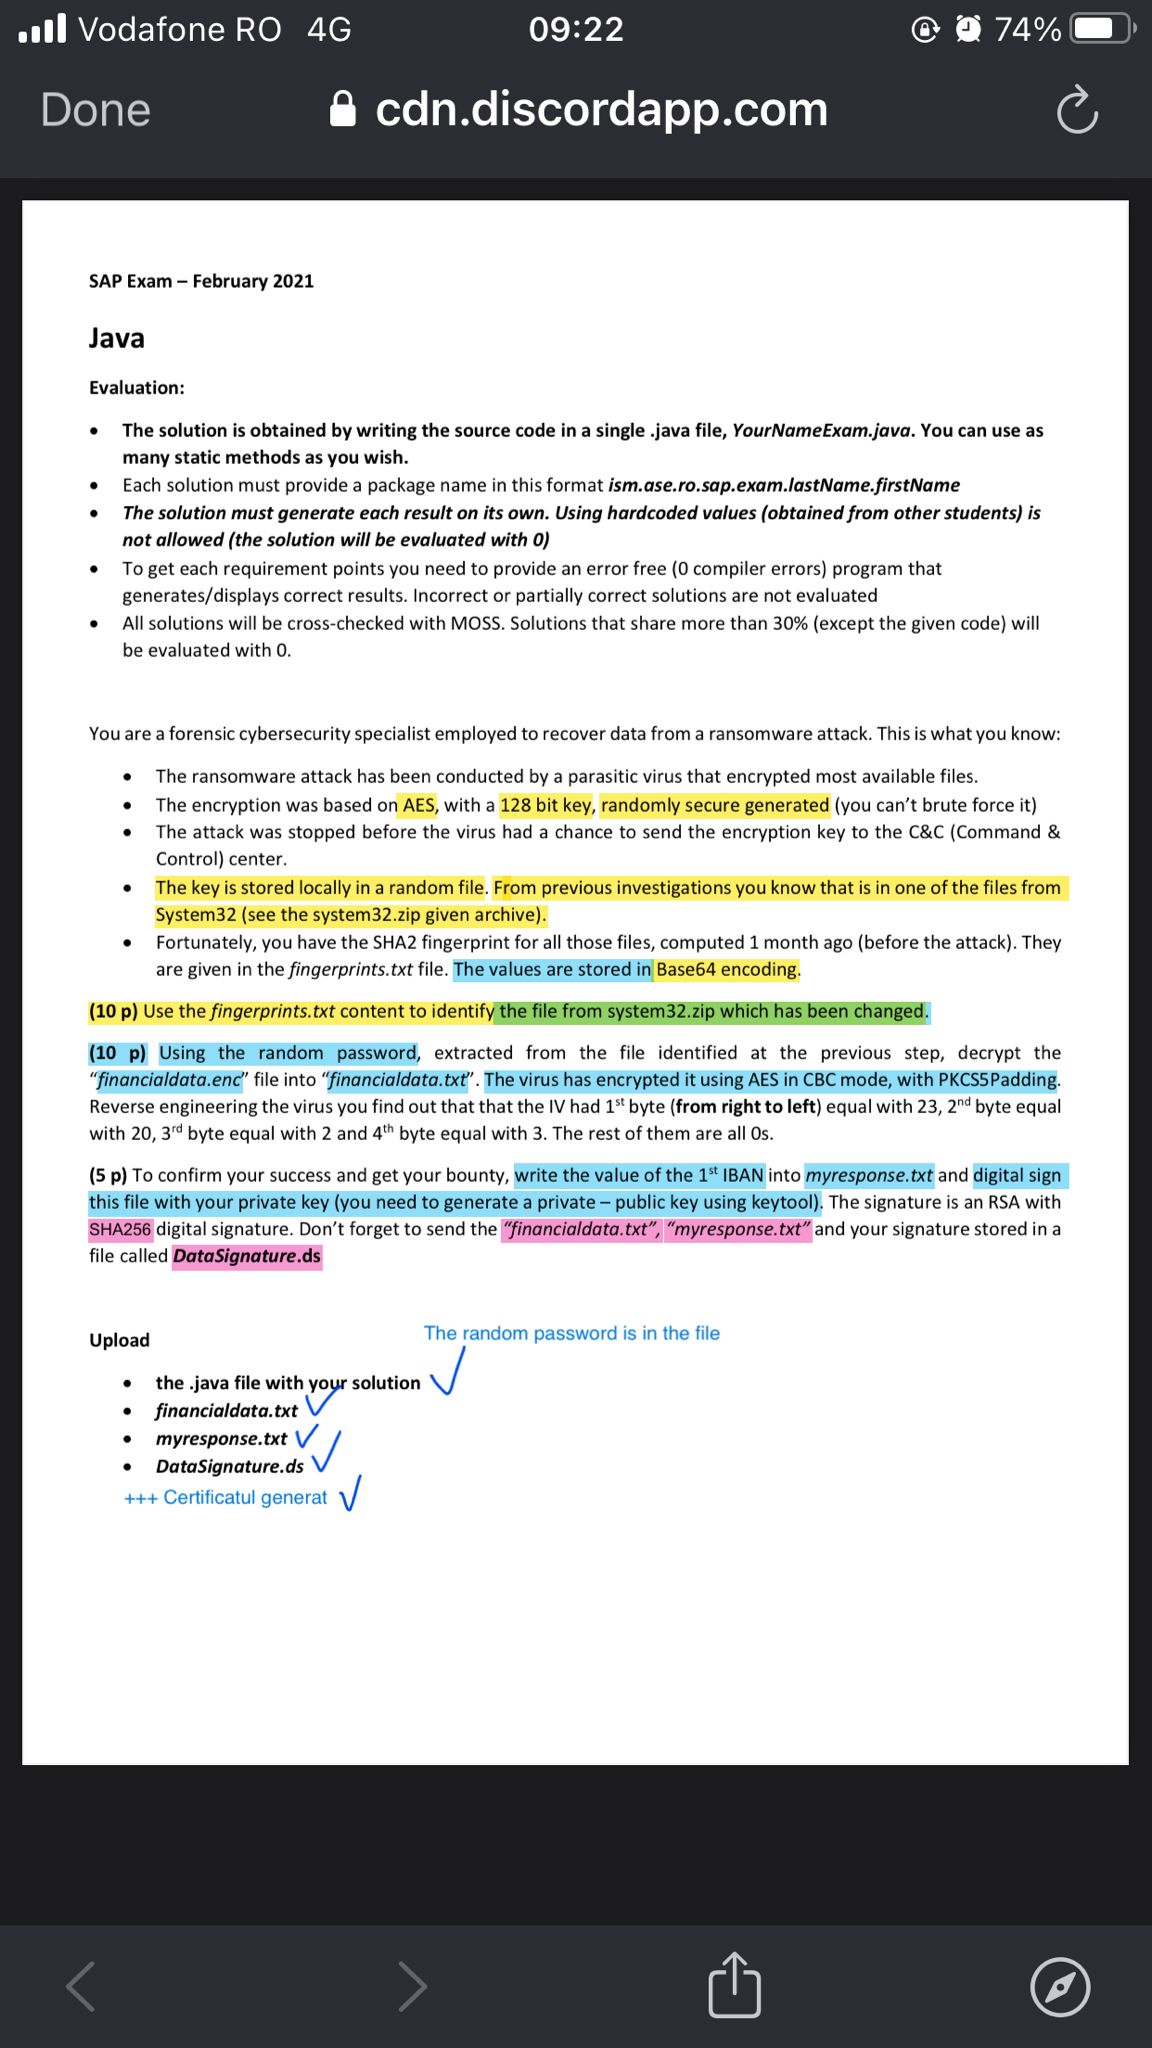 Vodafone RO 4G 09:22 74%
Done cdn.discordapp.com
SAP Exam – February 2021
Java
Evaluation:
• The solution is obtained by writing the source code in a single .java file, YourNameExam.java. You can use as
many static methods as you wish.
• Each solution must provide a package name in this format ism.ase.ro.sap.exam.lastName.firstName
• The solution must generate each result on its own. Using hardcoded values (obtained from other students) is
not allowed (the solution will be evaluated with 0)
• To get each requirement points you need to provide an error free (0 compiler errors) program that
generates/displays correct results. Incorrect or partially correct solutions are not evaluated
• All solutions will be cross-checked with MOSS. Solutions that share more than 30% (except the given code) will
be evaluated with 0.
You are a forensic cybersecurity specialist employed to recover data from a ransomware attack. This is what you know:
• The ransomware attack has been conducted by a parasitic virus that encrypted most available files.
• The encryption was based on AES, with a 128 bit key, randomly secure generated (you can't brute force it)
• The attack was stopped before the virus had a chance to send the encryption key to the C&C (Command &
Control) center.
• The key is stored locally in a random file. From previous investigations you know that is in one of the files from
System32 (see the system32.zip given archive).
• Fortunately, you have the SHA2 fingerprint for all those files, computed 1 month ago (before the attack). They
are given in the fingerprints.txt file. The values are stored in Base64 encoding.
(10 p) Use the fingerprints.txt content to identify the file from system32.zip which has been changed.
(10 p) Using the random password, extracted from the file identified at the previous step, decrypt the
“financialdata.enc” file into “financialdata.txt”. The virus has encrypted it using AES in CBC mode, with PKCS5Padding.
Reverse engineering the virus you find out that that the IV had 1st byte (from right to left) equal with 23, 2nd byte equal
with 20, 3rd byte equal with 2 and 4th byte equal with 3. The rest of them are all 0s.
(5 p) To confirm your success and get your bounty, write the value of the 1st IBAN into myresponse.txt and digital sign
this file with your private key (you need to generate a private – public key using keytool). The signature is an RSA with
SHA256 digital signature. Don't forget to send the “financialdata.txt”, “myresponse.txt” and your signature stored in a
file called DataSignature.ds
The random password is in the file
Upload
• the .java file with your solution
• financialdata.txt
• myresponse.txt
• DataSignature.ds
+++ Certificatul generat